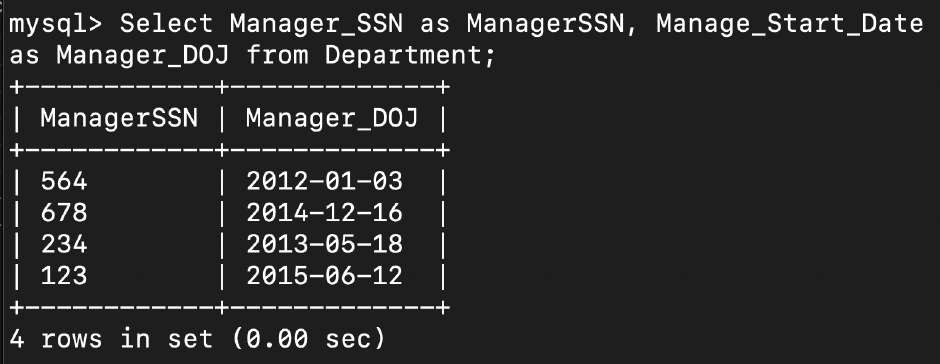 mysql> Select Manager_SSN as ManagerSSN, Manage_Start_Date
as Manager_DOJ from Department;
+------------+-------------+
| ManagerSSN | Manager_DOJ |
+------------+-------------+
| 564        | 2012-01-03  |
| 678        | 2014-12-16  |
| 234        | 2013-05-18  |
| 123        | 2015-06-12  |
+------------+-------------+
4 rows in set (0.00 sec)